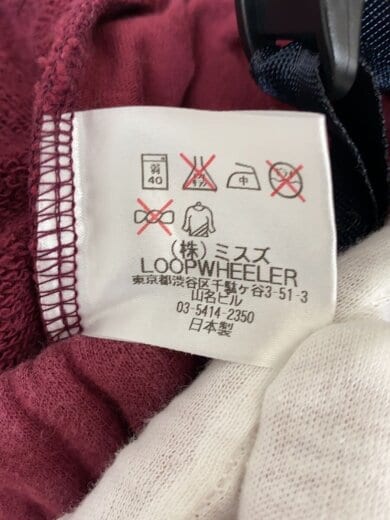 弱
40
中
(株)ミスズ
LOOPWHEELER
東京都渋谷区千駄ヶ谷3-51-3
山名ビル
03-5414-2350
日本製